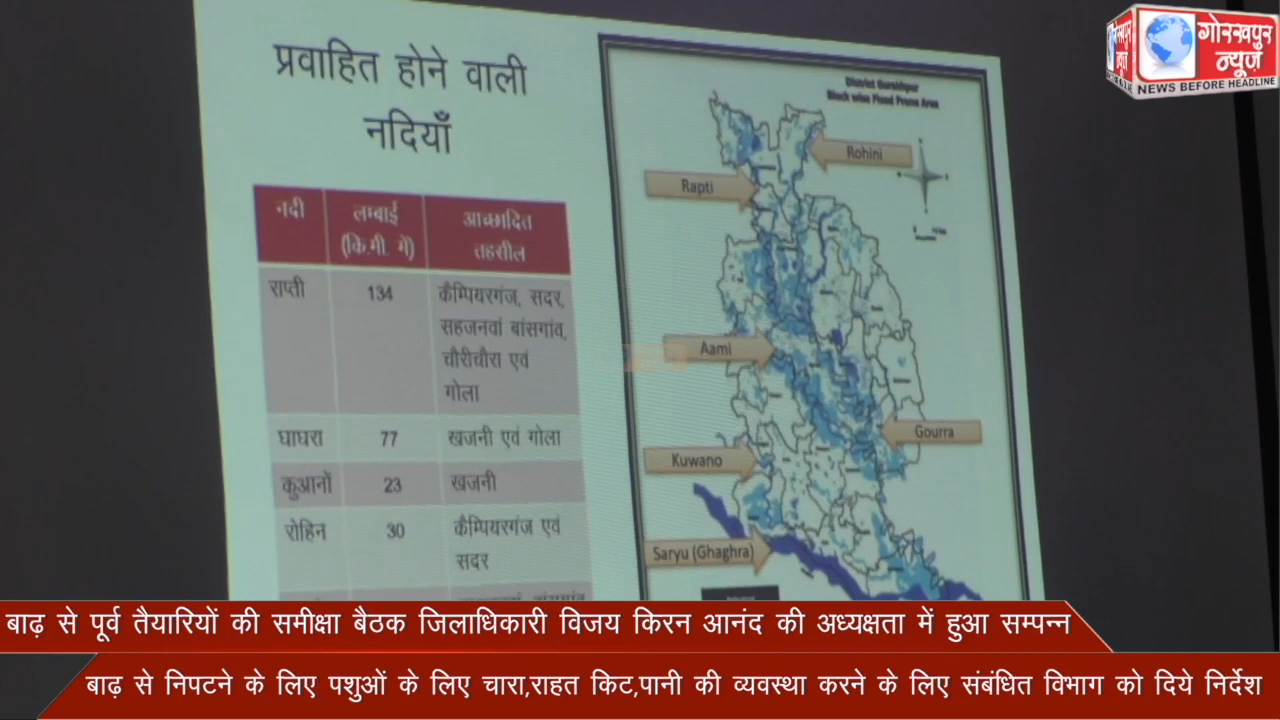 गोरखपुर
न्यूज़
NEWS BEFORE HEADLINE
प्रवाहित होने वाली
नदियाँ
नदी लम्बाई (कि.मी. में) आच्छादित तहसील
राप्ती 134 कैम्पियरगंज, सदर,
सहजनवां बांसगांव,
चौरीचौरा एवं
गोला
घाघरा 77 खजनी एवं गोला
कुआनों 23 खजनी
रोहिन 30 कैम्पियरगंज एवं
सदर
District Gorakhpur
Block wise Flood Prone Area
Rohini
Rapti
Aami
Gourra
Kuwano
Saryu (Ghaghra)
बाढ़ से पूर्व तैयारियों की समीक्षा बैठक जिलाधिकारी विजय किरन आनंद की अध्यक्षता में हुआ सम्पन्न
बाढ़ से निपटने के लिए पशुओं के लिए चारा,राहत किट,पानी की व्यवस्था करने के लिए संबंधित विभाग को दिये निर्देश